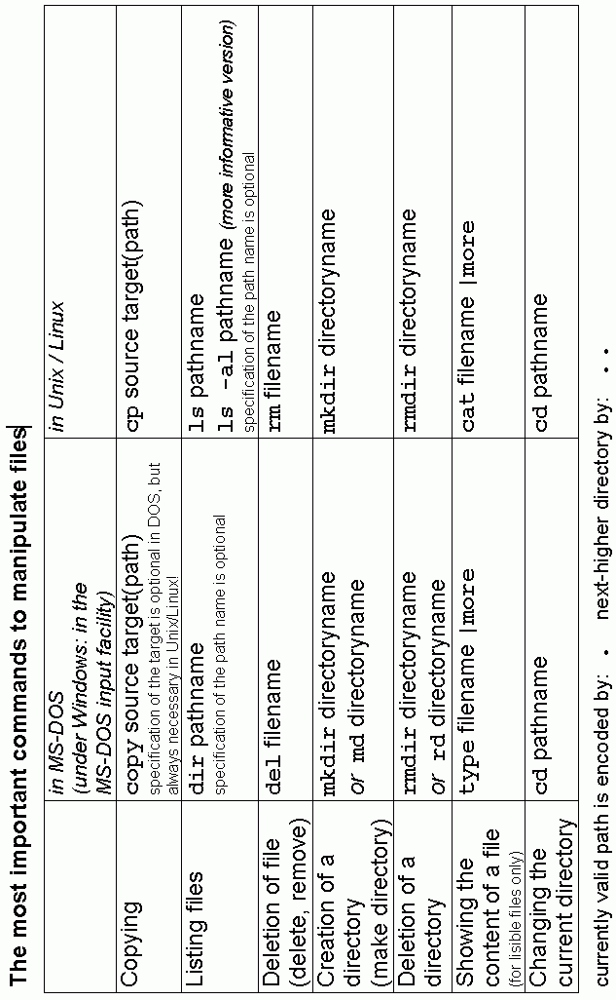 The most important commands to manipulate files
in MS-DOS
(under Windows: in the
MS-DOS input facility)
in Unix / Linux
Copying
copy source target(path)
specification of the target is optional in DOS, but
always necessary in Unix/Linux!
cp source target(path)
Listing files
dir pathname
specification of the path name is optional
ls pathname
ls -al pathname (more informative version)
specification of the path name is optional
Deletion of file
(delete, remove)
del filename
rm filename
Creation of a
directory
(make directory)
mkdir directoryname
or md directoryname
mkdir directoryname
Deletion of a
directory
rmdir directoryname
or rd directoryname
rmdir directoryname
Showing the
content of a file
(for lisible files only)
type filename |more
cat filename |more
Changing the
current directory
cd pathname
cd pathname
currently valid path is encoded by: . next-higher directory by: ..